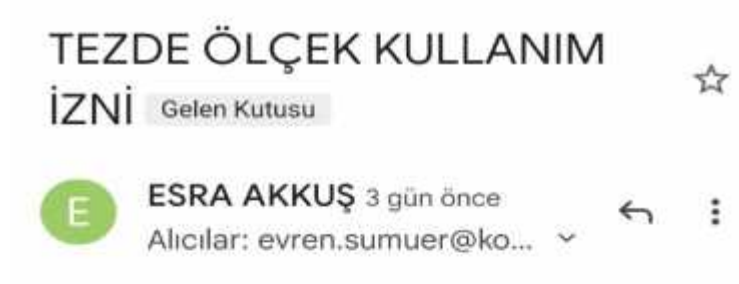 TEZDE ÖLÇEK KULLANIM
İZNİ Gelen Kutusu
E
ESRA AKKUŞ 3 gün önce
Alıcılar: evren.sumuer@ko...